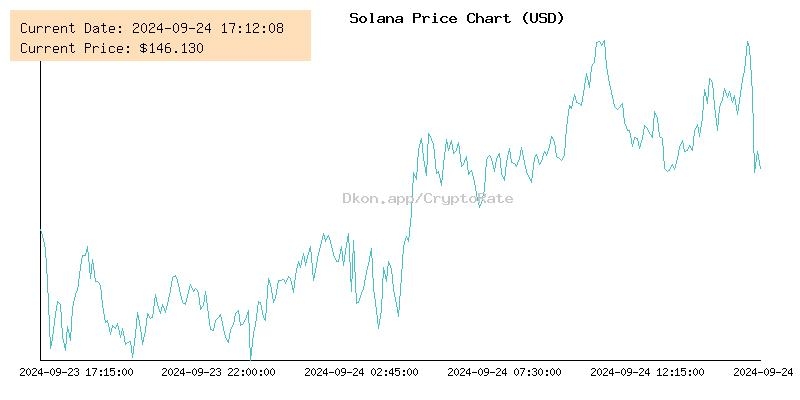 Solana Price Chart (USD)
Current Date: 2024-09-24 17:12:08
Current Price: $146.130
Dkon.app/CryptoRate
2024-09-23 17:15:00
2024-09-23 22:00:00
2024-09-24 02:45:00
2024-09-24 07:30:00
2024-09-24 12:15:00
2024-09-24